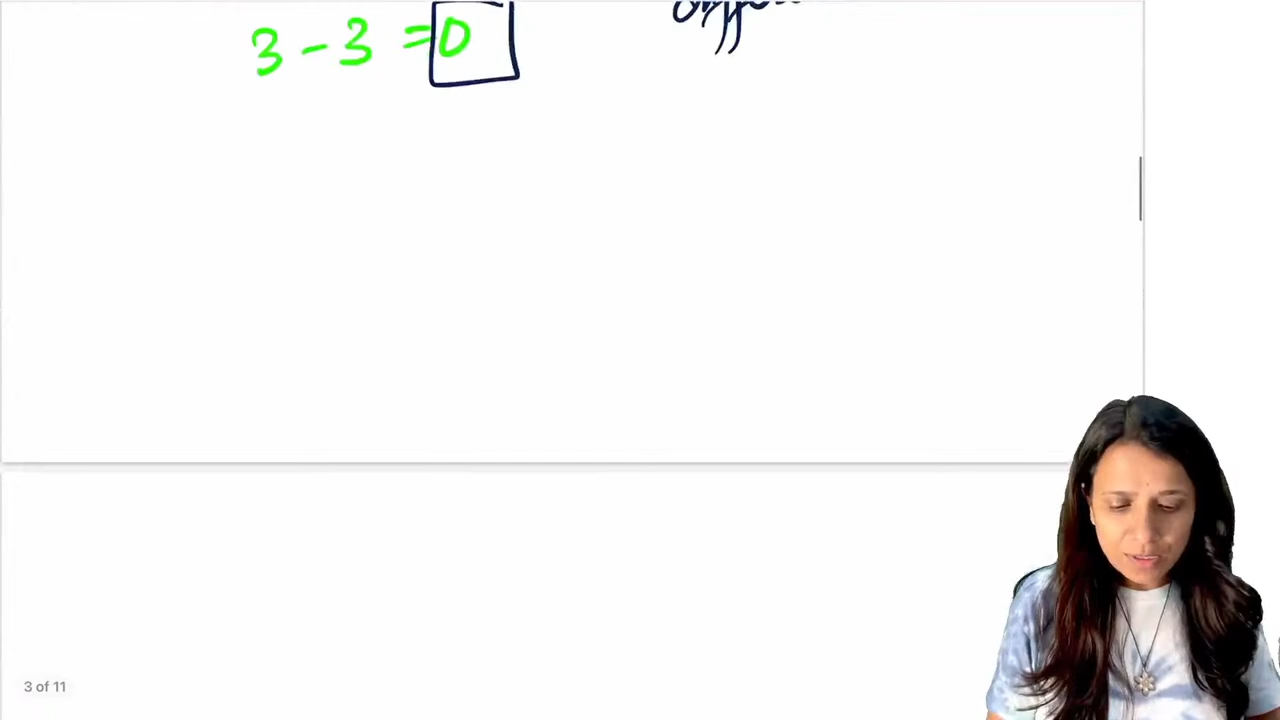 3 - 3 = 0
3 of 11